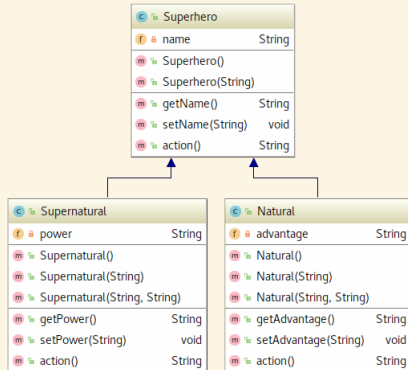 Superhero
name String
Superhero()
Superhero(String)
getName() String
setName(String) void
action() String
Supernatural
power String
Supernatural()
Supernatural(String)
Supernatural(String, String)
getPower() String
setPower(String) void
action() String
Natural
advantage String
Natural()
Natural(String)
Natural(String, String)
getAdvantage() String
setAdvantage(String) void
action() String